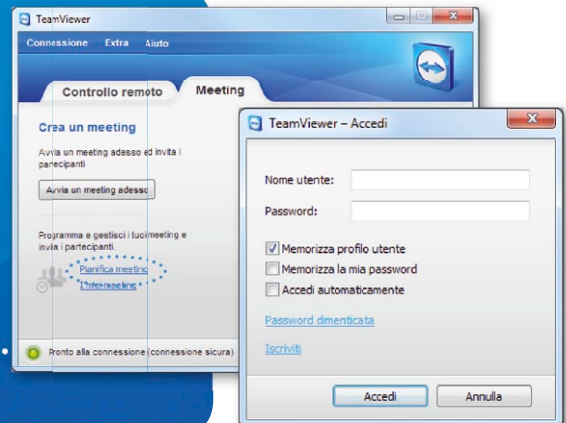 TeamViewer
Connessione Extra Aiuto
Controllo remoto Meeting
Crea un meeting
Avvia un meeting adesso ed invita i
partecipanti
Avvia un meeting adesso
Programma e gestisci i tuoi meeting e
invia i partecipanti.
Pianifica meeting
I miei meeting
Pronto alla connessione (connessione sicura)
TeamViewer – Accedi
Nome utente:
Password:
Memorizza profilo utente
Memorizza la mia password
Accedi automaticamente
Password dimenticata
Iscriviti
Accedi Annulla